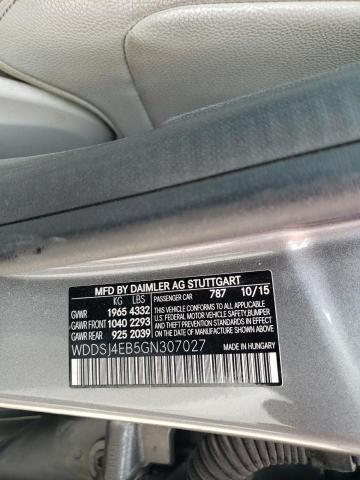 MFD BY DAIMLER AG STUTTGART
KG LBS PASSENGER CAR 787 10/15
GVWR 1965 4332
GAWR FRONT 1040 2293
GAWR REAR 925 2039
THIS VEHICLE CONFORMS TO ALL APPLICABLE
U.S. FEDERAL MOTOR VEHICLE SAFETY, BUMPER,
AND THEFT PREVENTION STANDARDS IN EFFECT ON
THE DATE OF MANUFACTURE SHOWN ABOVE.
WDDSJ4EB5GN307027 MADE IN HUNGARY